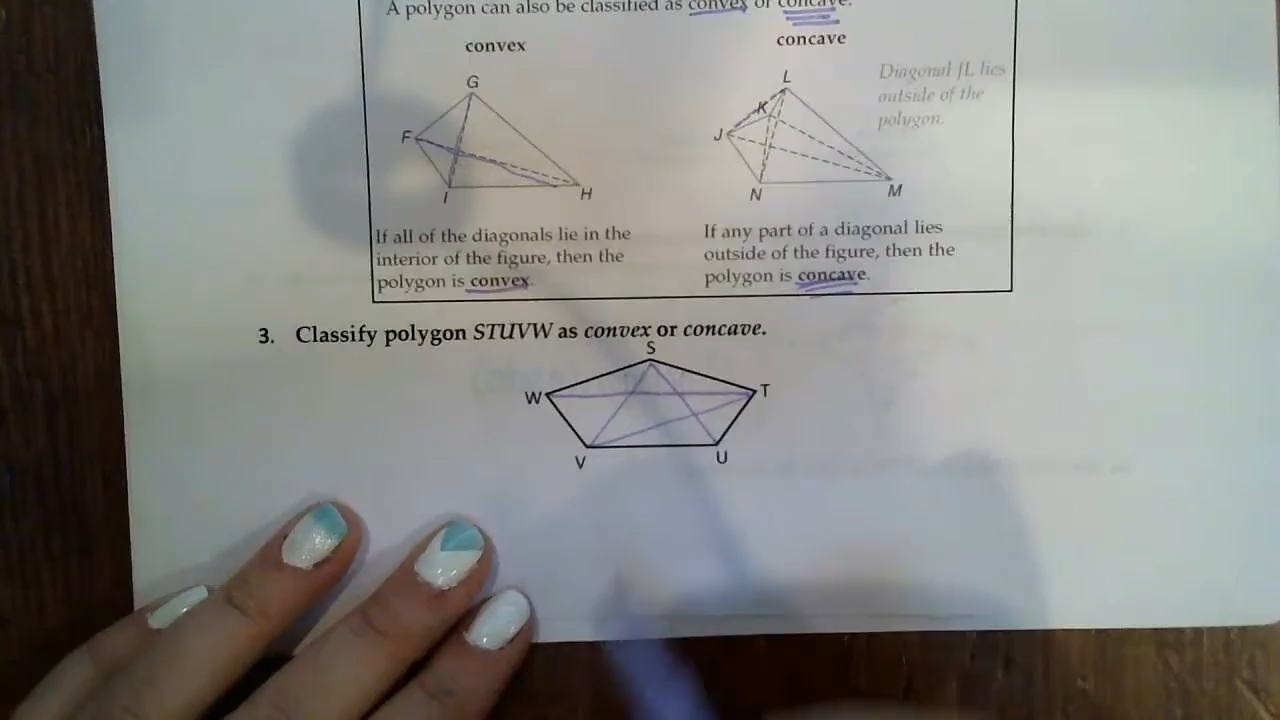 A polygon can also be classified as convex or concave.
convex
concave
G
F
I
H
L
K
J
N
M
Diagonal JL lies
outside of the
polygon.
If all of the diagonals lie in the
interior of the figure, then the
polygon is convex.
If any part of a diagonal lies
outside of the figure, then the
polygon is concave.
3. Classify polygon STUVW as convex or concave.
S
W
T
V
U